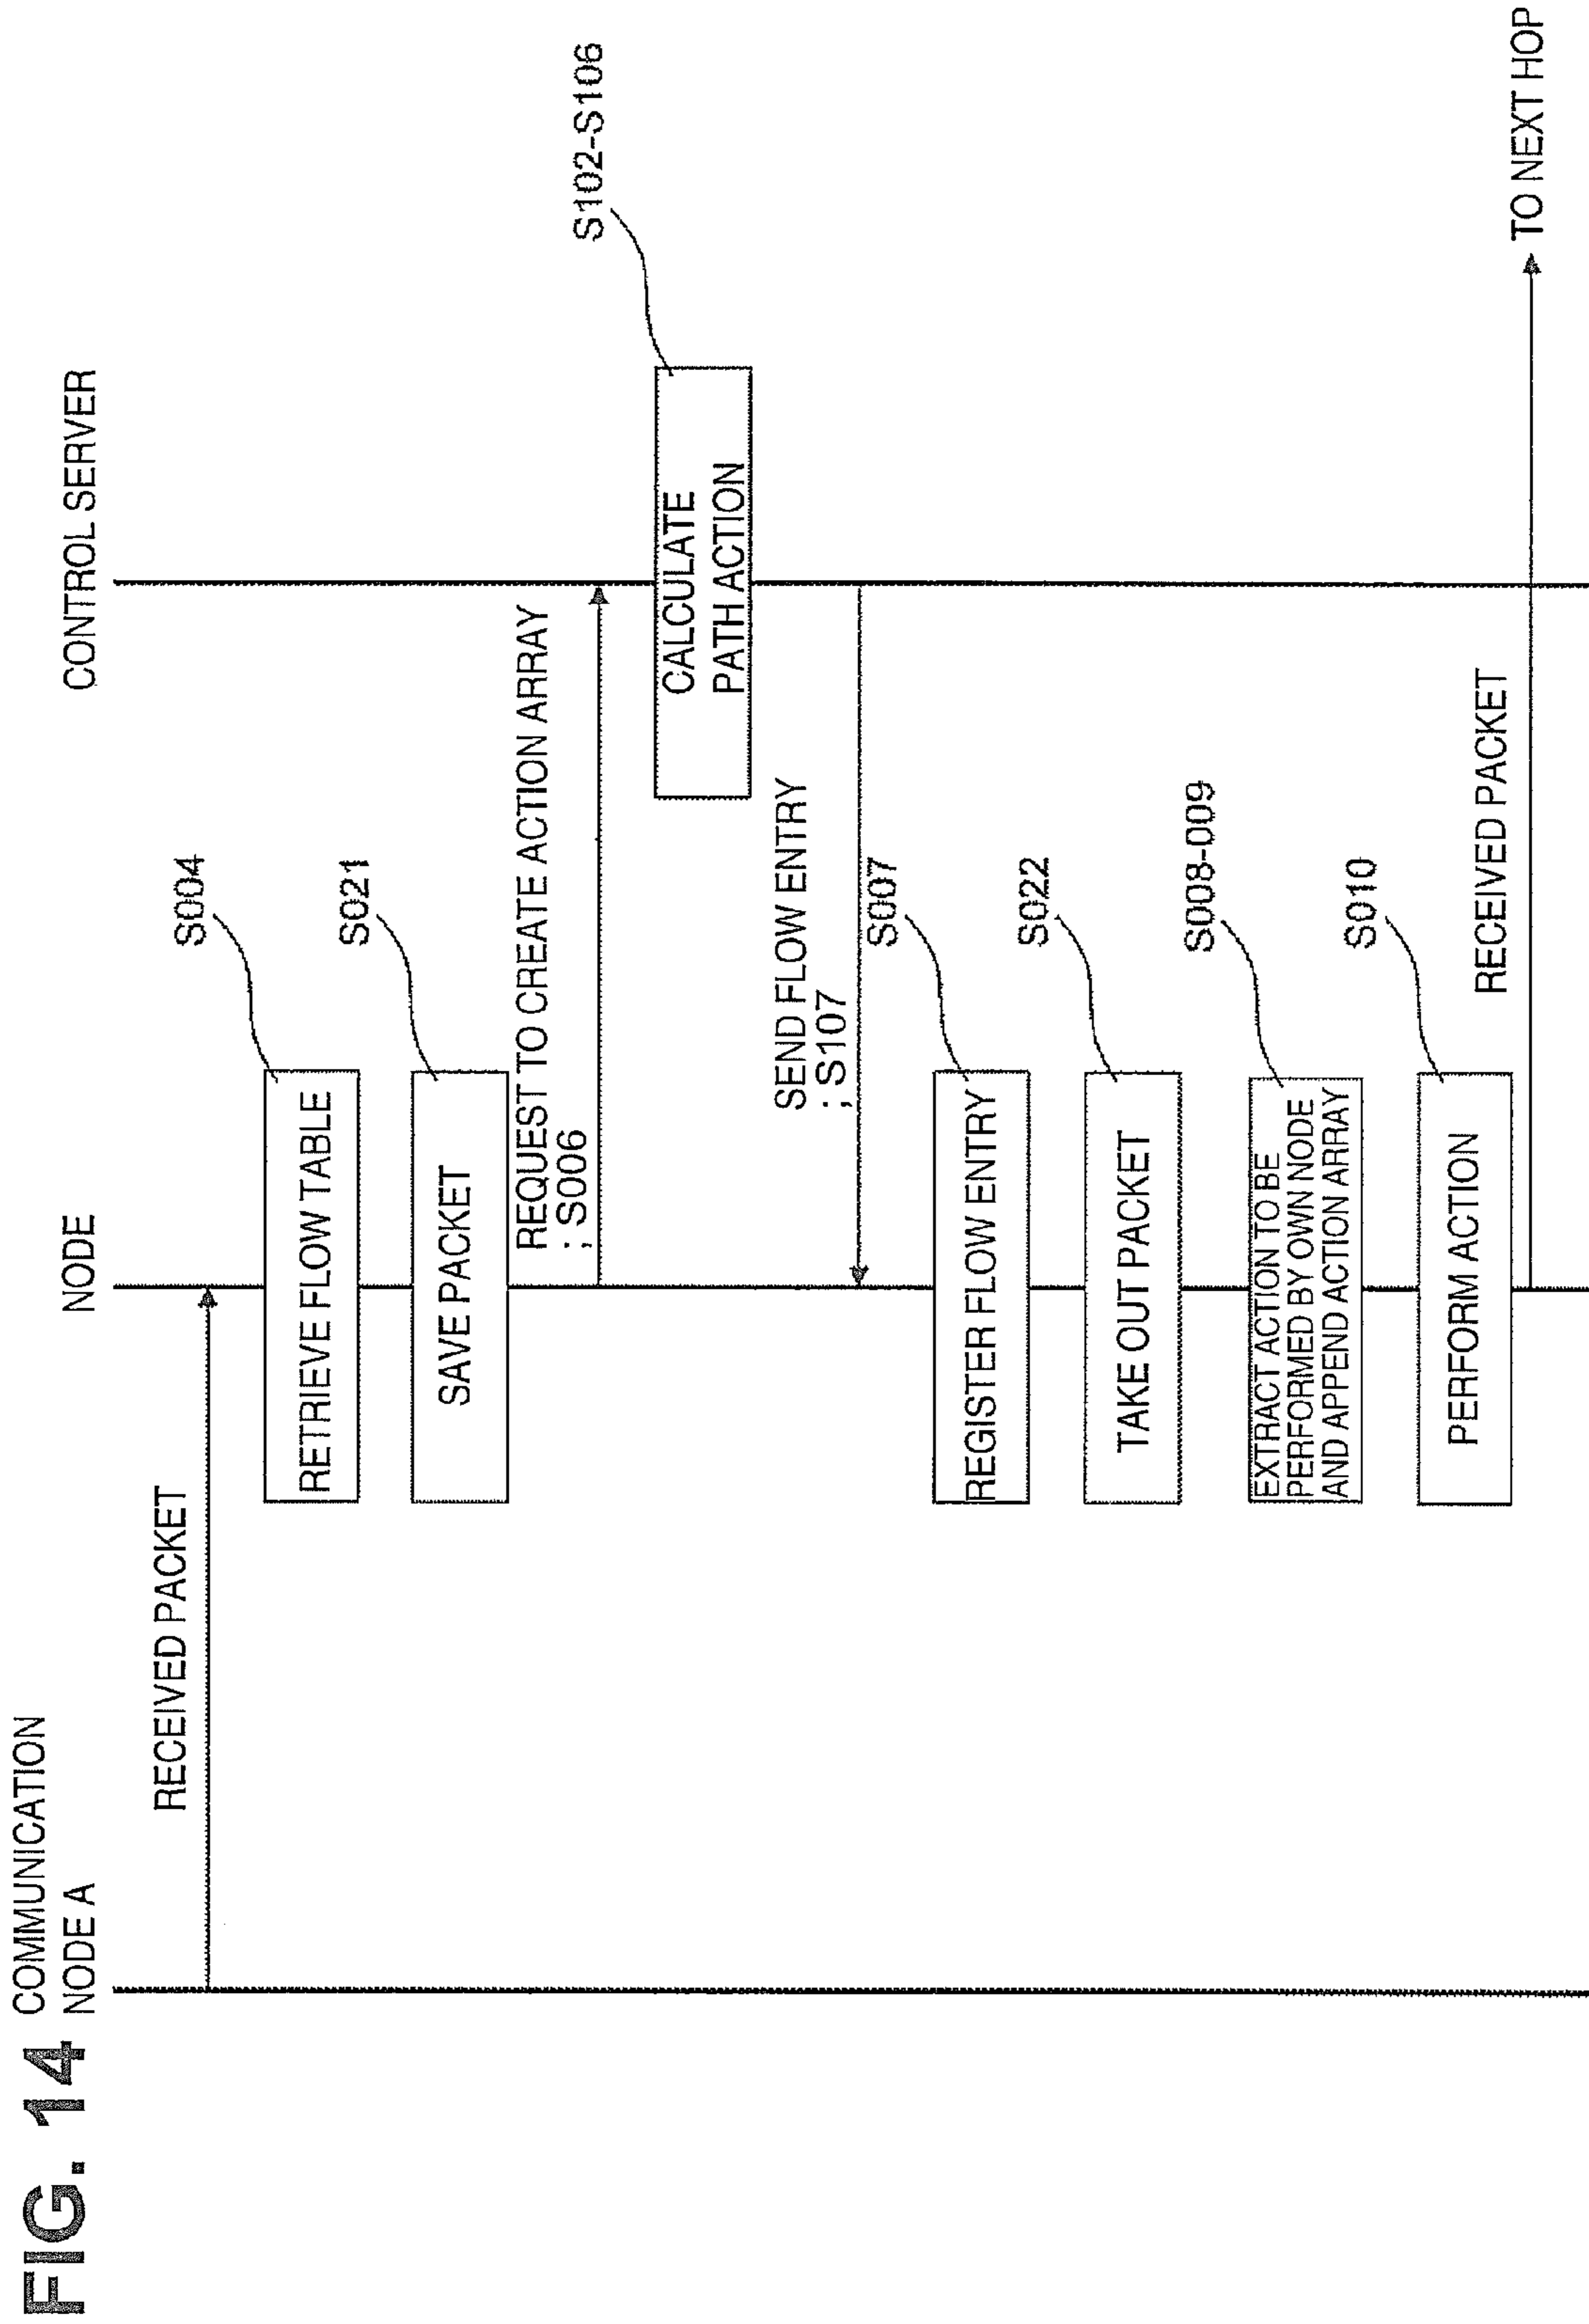 FIG. 14
COMMUNICATION
NODE A
NODE
CONTROL SERVER
RECEIVED PACKET
S004
RETRIEVE FLOW TABLE
S021
SAVE PACKET
REQUEST TO CREATE ACTION ARRAY
; S006
S102-S106
CALCULATE
PATH ACTION
SEND FLOW ENTRY
; S107
S007
REGISTER FLOW ENTRY
S022
TAKE OUT PACKET
S008-009
EXTRACT ACTION TO BE
PERFORMED BY OWN NODE
AND APPEND ACTION ARRAY
S010
PERFORM ACTION
RECEIVED PACKET
TO NEXT HOP